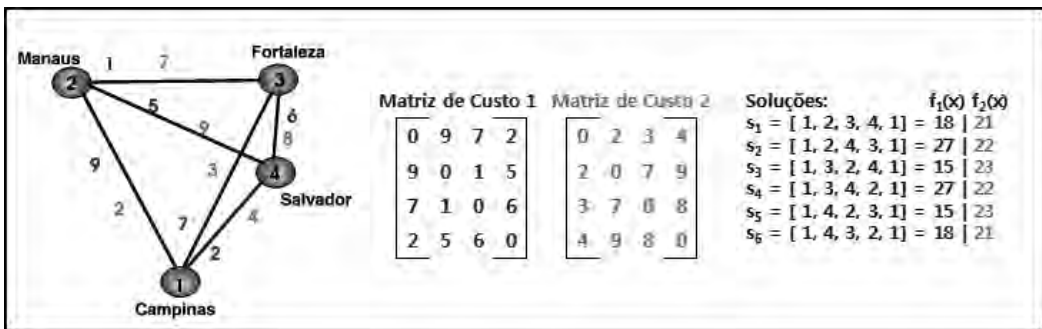 Manaus
Fortaleza
1
7
2
3
5
9
6
8
4
Salvador
9
3
2
7
4
2
1
Campinas
Matriz de Custo 1
0 9 7 2
9 0 1 5
7 1 0 6
2 5 6 0
Matriz de Custo 2
0 2 3 4
2 0 7 9
3 7 0 8
4 9 8 0
Soluções: f₁(x) f₂(x)
s₁ = [ 1, 2, 3, 4, 1] = 18 | 21
s₂ = [ 1, 2, 4, 3, 1] = 27 | 22
s₃ = [ 1, 3, 2, 4, 1] = 15 | 23
s₄ = [ 1, 3, 4, 2, 1] = 27 | 22
s₅ = [ 1, 4, 2, 3, 1] = 15 | 23
s₆ = [ 1, 4, 3, 2, 1] = 18 | 21